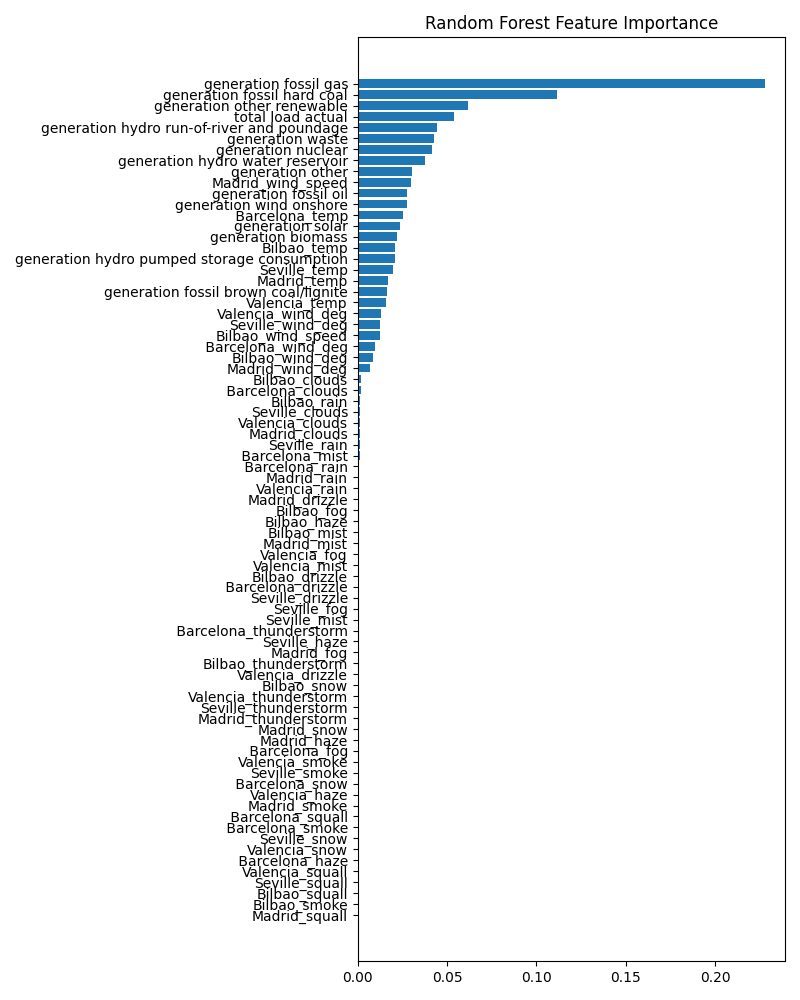 Random Forest Feature Importance
generation fossil gas
generation fossil hard coal
generation other renewable
total load actual
generation hydro run-of-river and poundage
generation waste
generation nuclear
generation hydro water reservoir
generation other
Madrid_wind_speed
generation fossil oil
generation wind onshore
Barcelona_temp
generation solar
generation biomass
Bilbao_temp
generation hydro pumped storage consumption
Seville_temp
Madrid_temp
generation fossil brown coal/lignite
Valencia_temp
Valencia_wind_deg
Seville_wind_deg
Bilbao_wind_speed
Barcelona_wind_deg
Bilbao_wind_deg
Madrid_wind_deg
Bilbao_clouds
Barcelona_clouds
Bilbao_rain
Seville_clouds
Valencia_clouds
Madrid_clouds
Seville_rain
Barcelona_mist
Barcelona_rain
Madrid_rain
Valencia_rain
Madrid_drizzle
Bilbao_fog
Bilbao_haze
Bilbao_mist
Madrid_mist
Valencia_fog
Valencia_mist
Bilbao_drizzle
Barcelona_drizzle
Seville_drizzle
Seville_fog
Seville_mist
Barcelona_thunderstorm
Seville_haze
Madrid_fog
Bilbao_thunderstorm
Valencia_drizzle
Bilbao_snow
Valencia_thunderstorm
Seville_thunderstorm
Madrid_thunderstorm
Madrid_snow
Madrid_haze
Barcelona_fog
Valencia_smoke
Seville_smoke
Barcelona_snow
Valencia_haze
Madrid_smoke
Barcelona_squall
Barcelona_smoke
Seville_snow
Valencia_snow
Barcelona_haze
Valencia_squall
Seville_squall
Bilbao_squall
Bilbao_smoke
Madrid_squall
0.00 0.05 0.10 0.15 0.20